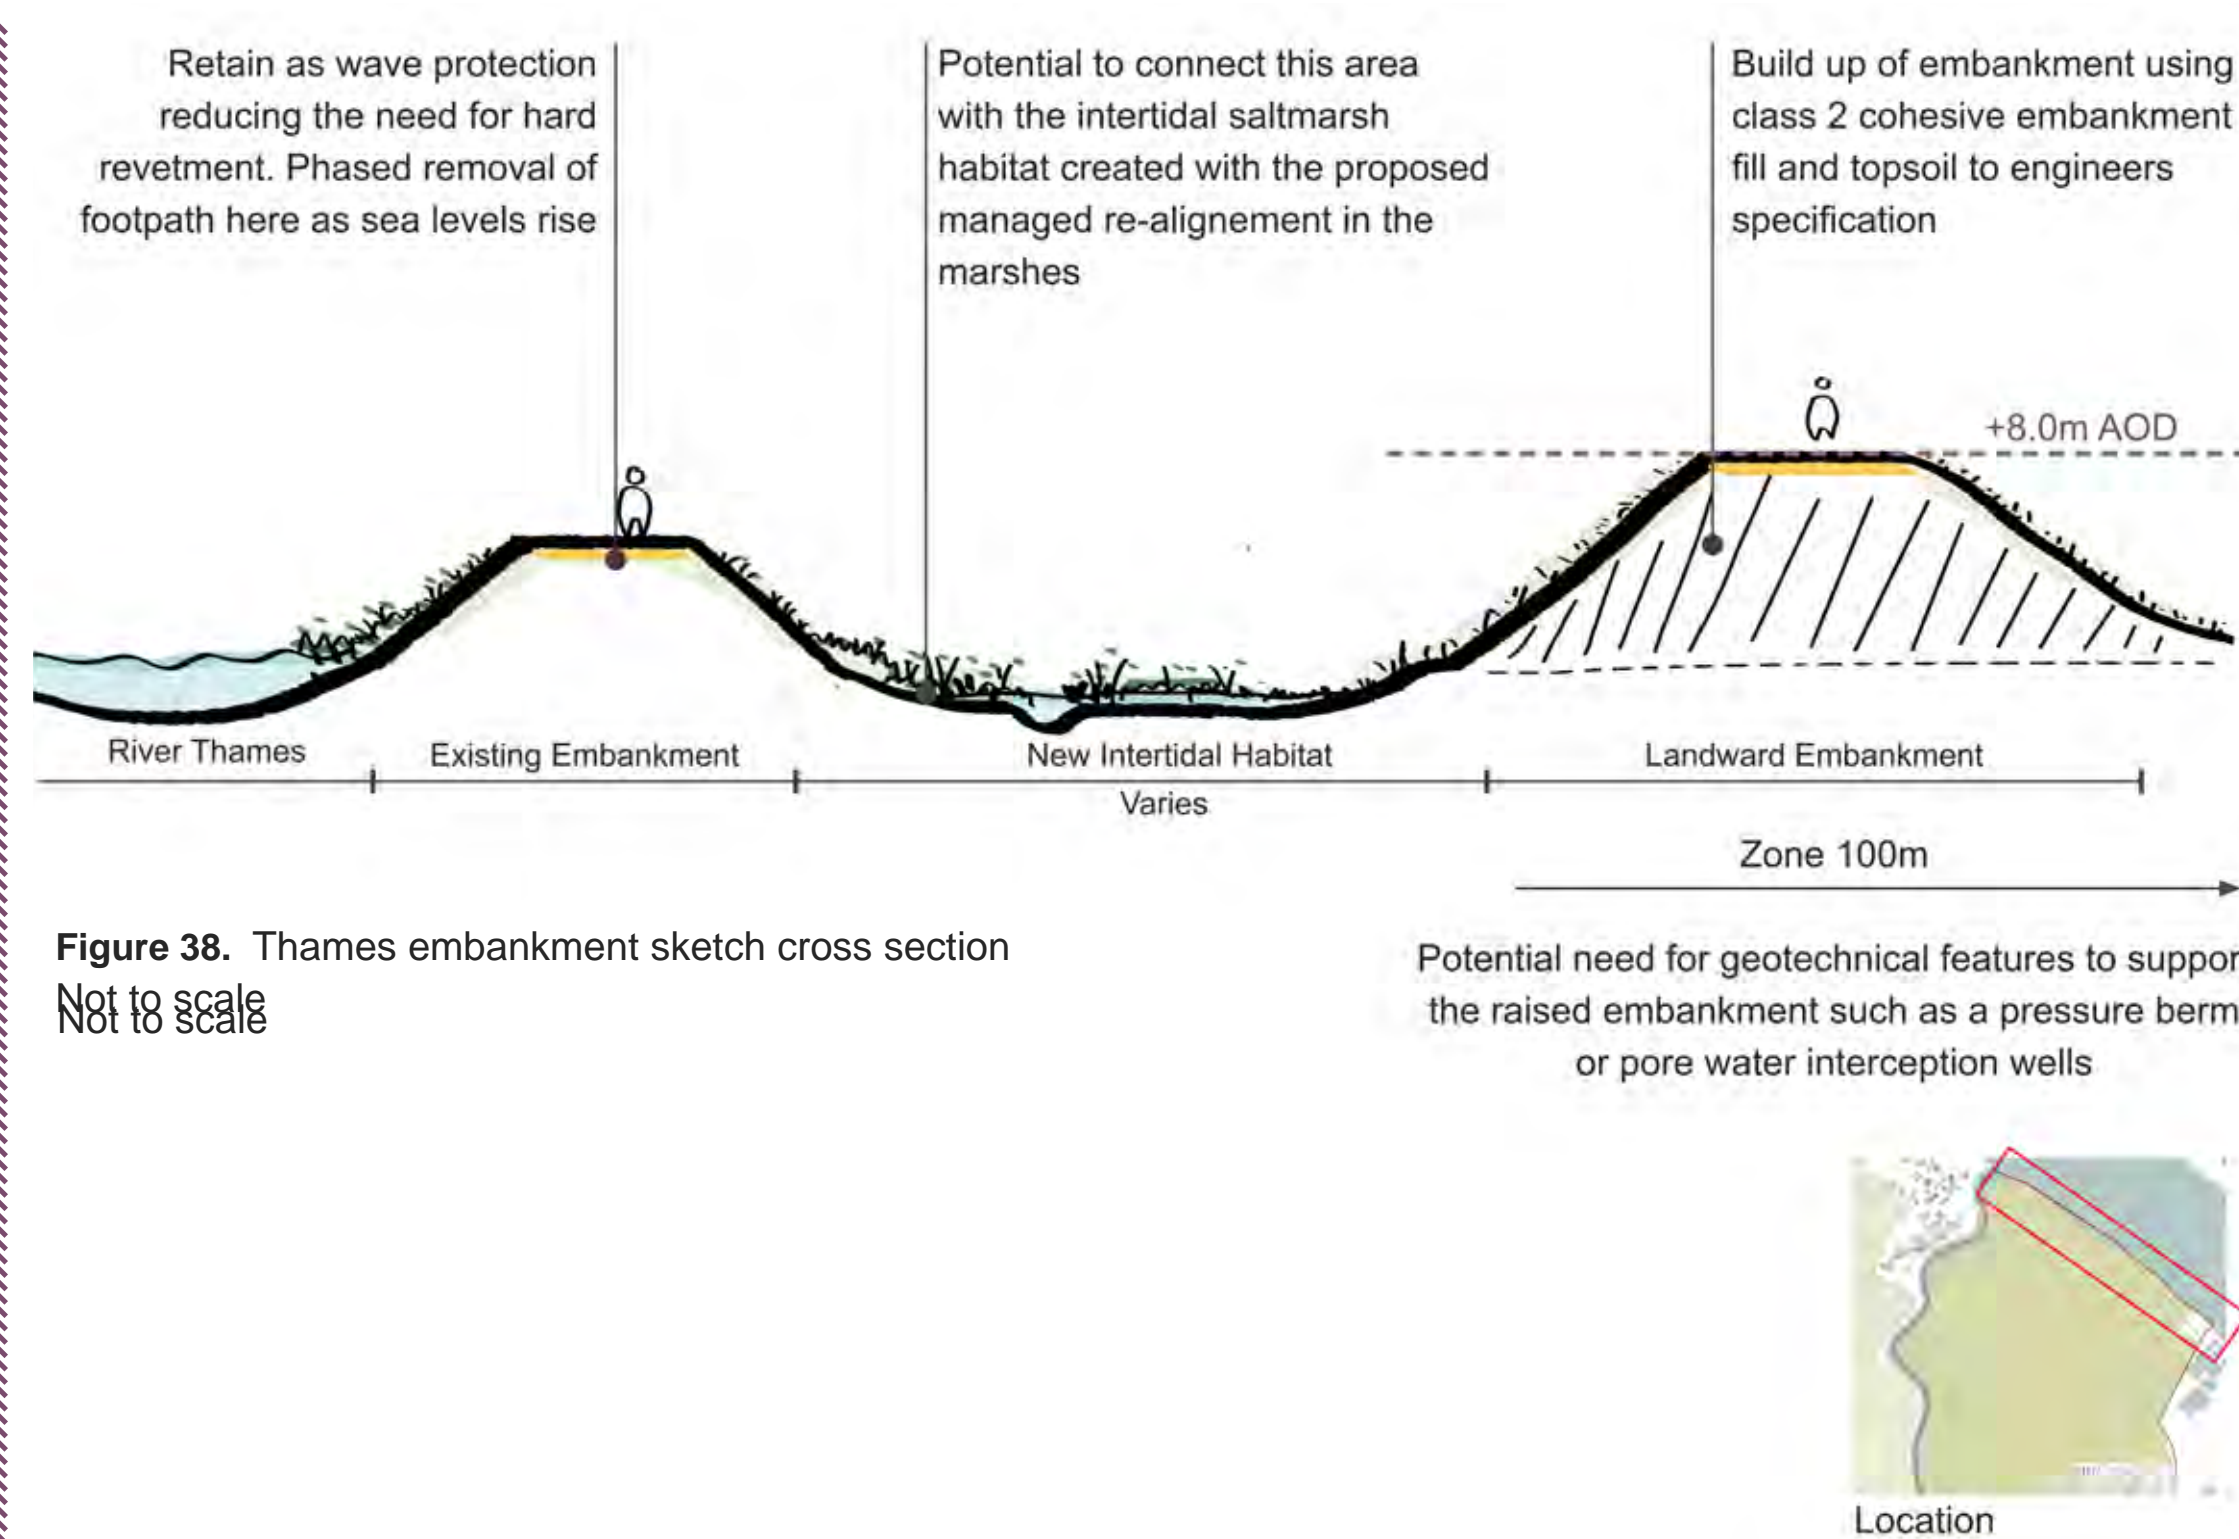 Retain as wave protection
reducing the need for hard
revetment. Phased removal of
footpath here as sea levels rise
Potential to connect this area
with the intertidal saltmarsh
habitat created with the proposed
managed re-alignement in the
marshes
Build up of embankment using
class 2 cohesive embankment
fill and topsoil to engineers
specification
+8.0m AOD
River Thames
Existing Embankment
New Intertidal Habitat
Landward Embankment
Varies
Zone 100m
Figure 38. Thames embankment sketch cross section
Not to scale
Not to scale
Potential need for geotechnical features to suppor
the raised embankment such as a pressure berm
or pore water interception wells
Location